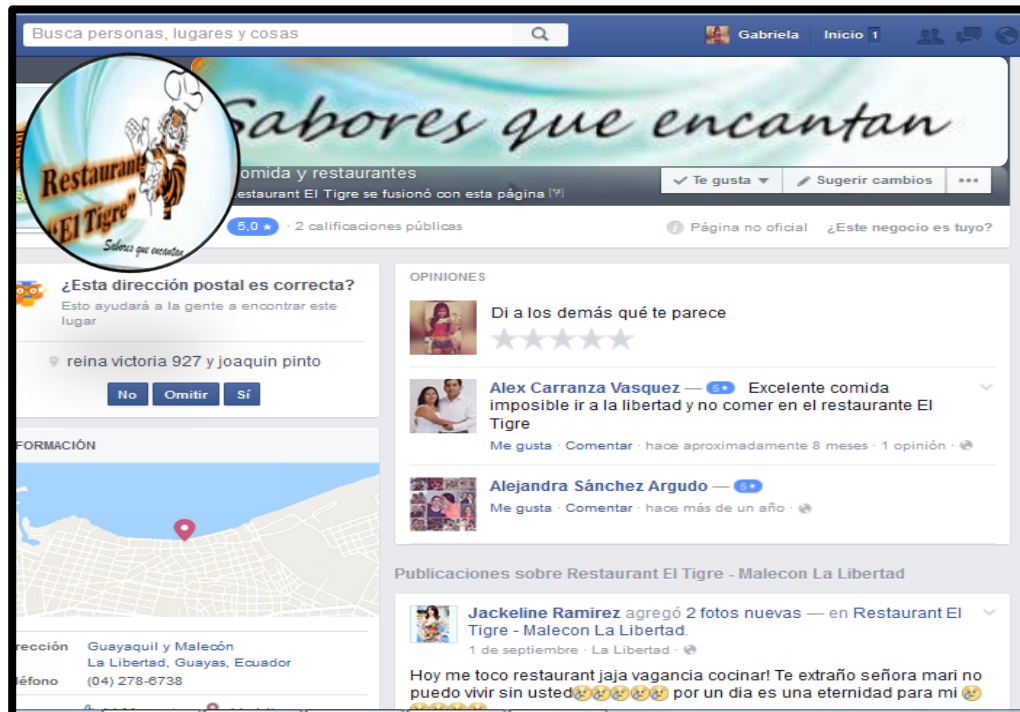 Busca personas, lugares y cosas
Gabriela Inicio 1
Sabores que encantan
Restaurant
"El Tigre"
Sabores que encantan
omida y restaurantes
estaurant El Tigre se fusionó con esta página [?]
Te gusta
Sugerir cambios
5,0 ★ · 2 calificaciones públicas
Página no oficial ¿Este negocio es tuyo?
¿Esta dirección postal es correcta?
Esto ayudará a la gente a encontrar este
lugar
reina victoria 927 y joaquin pinto
No Omitir Sí
FORMACIÓN
rección Guayaquil y Malecón
La Libertad, Guayas, Ecuador
léfono (04) 278-6738
OPINIONES
Di a los demás qué te parece
Alex Carranza Vasquez — 5★ Excelente comida
imposible ir a la libertad y no comer en el restaurante El
Tigre
Me gusta · Comentar · hace aproximadamente 8 meses · 1 opinión ·
Alejandra Sánchez Argudo — 5★
Me gusta · Comentar · hace más de un año ·
Publicaciones sobre Restaurant El Tigre - Malecon La Libertad
Jackeline Ramirez agregó 2 fotos nuevas — en Restaurant El
Tigre - Malecon La Libertad.
1 de septiembre · La Libertad ·
Hoy me toco restaurant jaja vagancia cocinar! Te extraño señora mari no
puedo vivir sin usted😢😢😢😢😢 por un dia es una eternidad para mi 😢